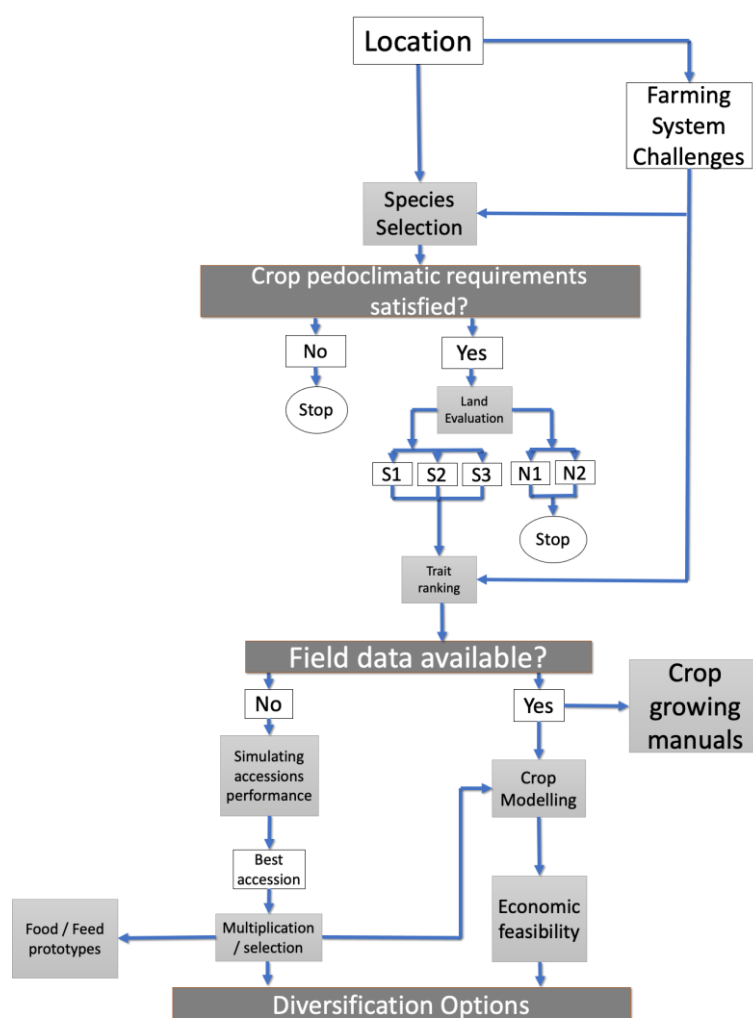 Location
Farming
System
Challenges
Species
Selection
Crop pedoclimatic requirements
satisfied?
No
Yes
Stop
Land
Evaluation
S1
S2
S3
N1
N2
Stop
Trait
ranking
Field data available?
No
Yes
Crop
growing
manuals
Simulating
accessions
performance
Crop
Modelling
Best
accession
Food / Feed
prototypes
Multiplication
/ selection
Economic
feasibility
Diversification Options